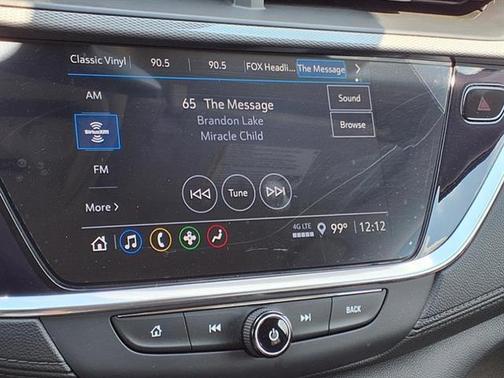 Classic Vinyl 90.5 90.5 FOX Headli... The Message
AM
65 The Message
Sound
SiriusXM
Brandon Lake
Browse
Miracle Child
FM
Tune
More
4G LTE 99° 12:12
BACK